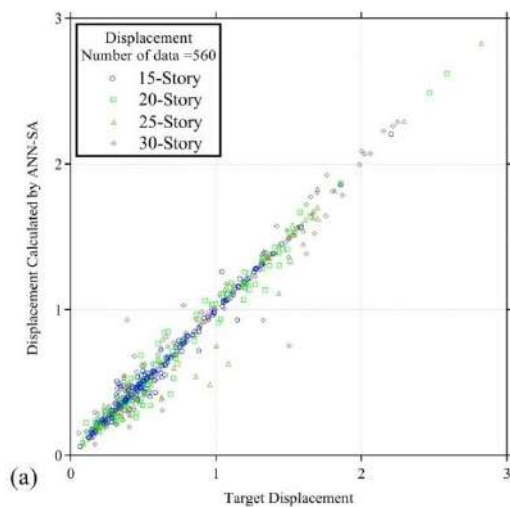 3
Displacement
Number of data =560
15-Story
20-Story
25-Story
30-Story
2
Displacement Calculated by ANN-SA
1
0
(a)
0 1 2 3
Target Displacement